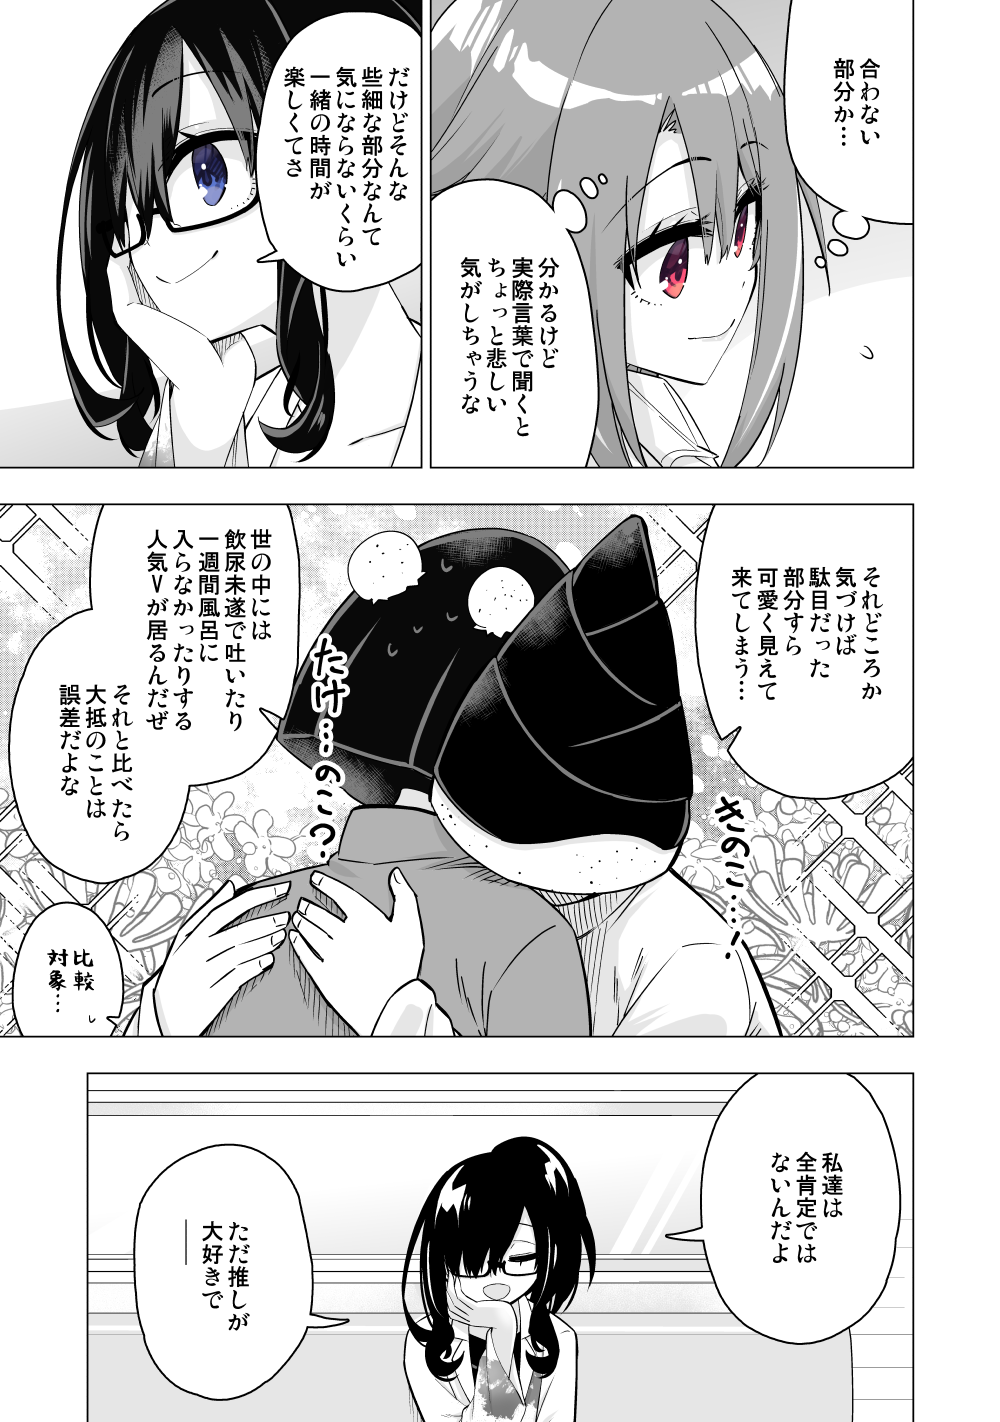 合わない
部分か…
分かるけど
実際言葉で聞くと
ちょっと悲しい
気がしちゃうな
だけどそんな
些細な部分なんて
気にならないくらい
一緒の時間が
楽しくてさ
それどころか
気づけば
駄目だった
部分すら
可愛く見えて
来てしまう…
きのこ…！
たけ…のこ？
世の中には
飲尿未遂で吐いたり
一週間風呂に
入らなかったりする
人気Vが居るんだぜ
それと比べたら
大抵のことは
誤差だよな
比較
対象…
私達は
全肯定では
ないんだよ
ただ推しが
大好きで
――